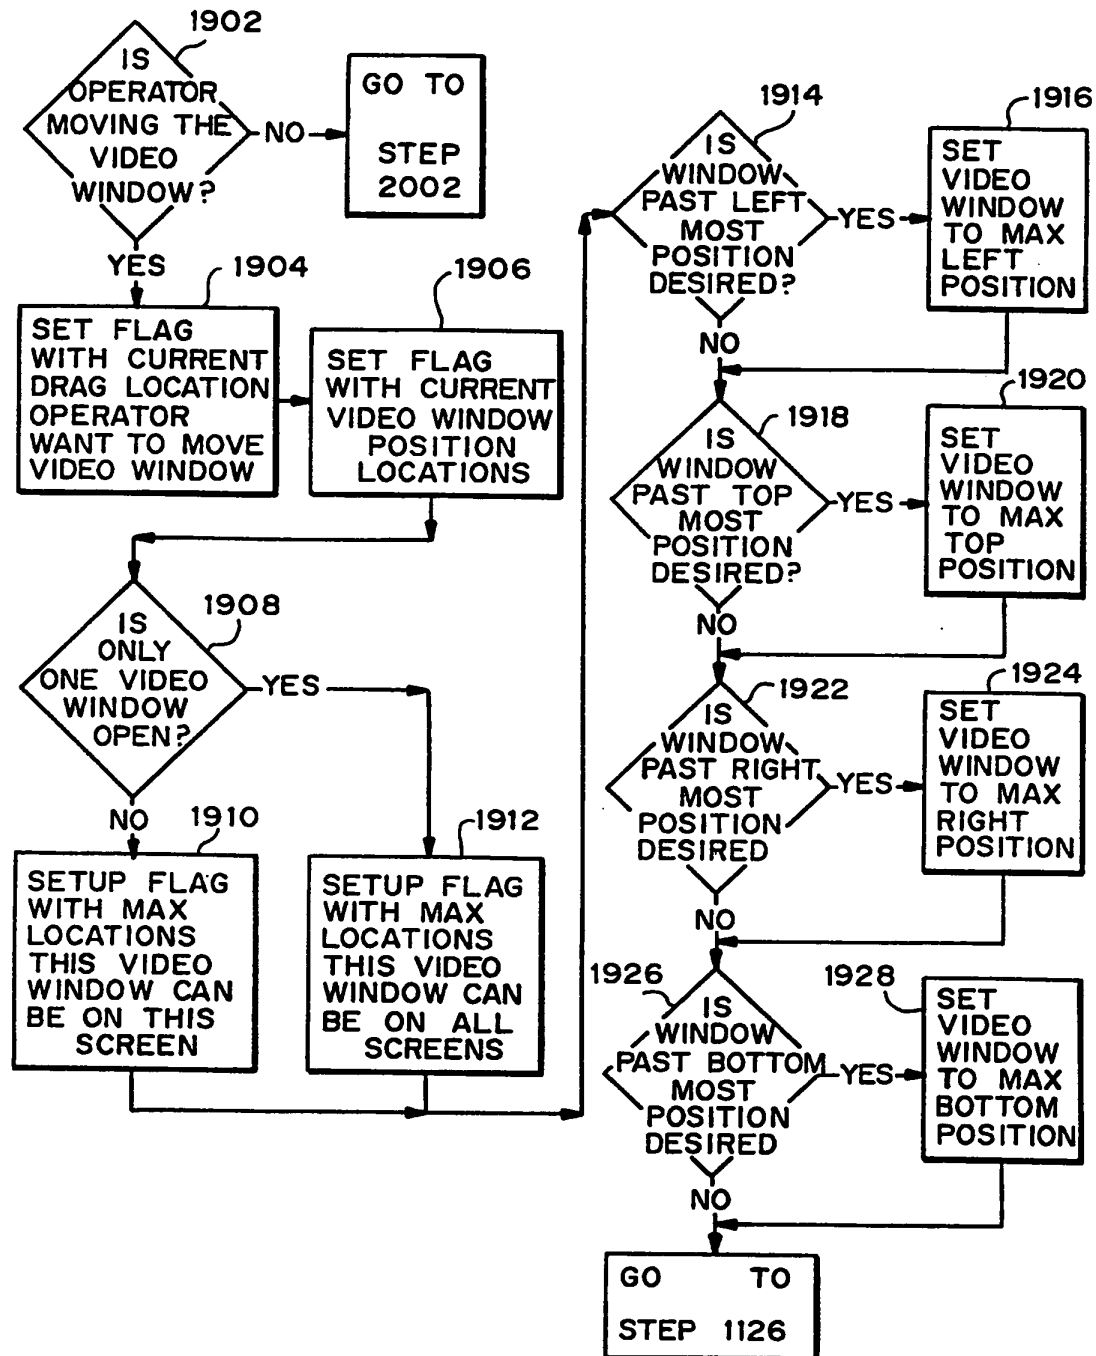 1902
IS
OPERATOR
MOVING THE
VIDEO
WINDOW?
NO
GO TO
STEP
2002
YES
1904
SET FLAG
WITH CURRENT
DRAG LOCATION
OPERATOR
WANT TO MOVE
VIDEO WINDOW
1906
SET FLAG
WITH CURRENT
VIDEO WINDOW
POSITION
LOCATIONS
1908
IS
ONLY
ONE VIDEO
WINDOW
OPEN?
YES
NO
1910
SETUP FLAG
WITH MAX
LOCATIONS
THIS VIDEO
WINDOW CAN
BE ON THIS
SCREEN
1912
SETUP FLAG
WITH MAX
LOCATIONS
THIS VIDEO
WINDOW CAN
BE ON ALL
SCREENS
1914
IS
WINDOW
PAST LEFT
MOST
POSITION
DESIRED?
YES
1916
SET
VIDEO
WINDOW
TO MAX
LEFT
POSITION
NO
1918
IS
WINDOW
PAST TOP
MOST
POSITION
DESIRED?
YES
1920
SET
VIDEO
WINDOW
TO MAX
TOP
POSITION
NO
1922
IS
WINDOW
PAST RIGHT
MOST
POSITION
DESIRED
YES
1924
SET
VIDEO
WINDOW
TO MAX
RIGHT
POSITION
NO
1926
IS
WINDOW
PAST BOTTOM
MOST
POSITION
DESIRED
YES
1928
SET
VIDEO
WINDOW
TO MAX
BOTTOM
POSITION
NO
GO TO
STEP 1126